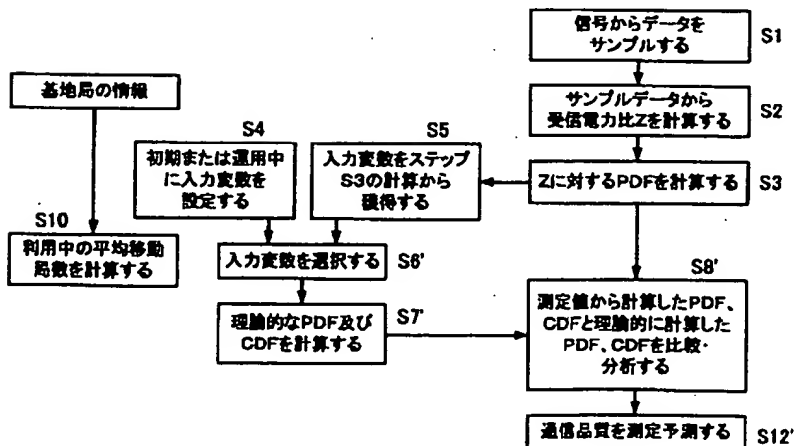 信号からデータを
サンプルする
S1
基地局の情報
サンプルデータから
受信電力比Zを計算する
S2
S4
初期または運用中
に入力変数を
設定する
S5
入力変数をステップ
S3の計算から
獲得する
Zに対するPDFを計算する
S3
S10
利用中の平均移動
局数を計算する
入力変数を選択する
S6'
S8'
測定値から計算したPDF、
CDFと理論的に計算した
PDF、CDFを比較・
分析する
理論的なPDF及び
CDFを計算する
S7'
通信品質を測定予測する
S12'